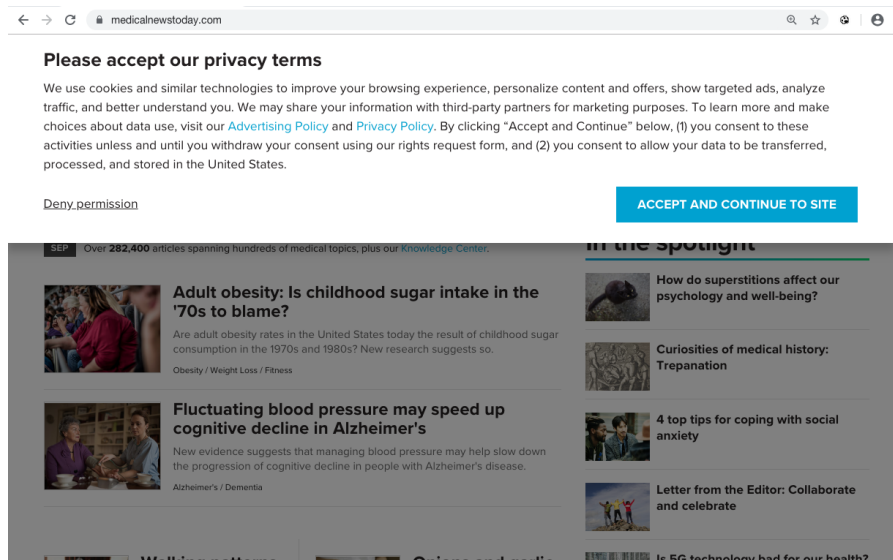 medicalnewstoday.com
Please accept our privacy terms
We use cookies and similar technologies to improve your browsing experience, personalize content and offers, show targeted ads, analyze
traffic, and better understand you. We may share your information with third-party partners for marketing purposes. To learn more and make
choices about data use, visit our Advertising Policy and Privacy Policy. By clicking “Accept and Continue” below, (1) you consent to these
activities unless and until you withdraw your consent using our rights request form, and (2) you consent to allow your data to be transferred,
processed, and stored in the United States.
Deny permission
ACCEPT AND CONTINUE TO SITE
SEP Over 282,400 articles spanning hundreds of medical topics, plus our Knowledge Center.
In the spotlight
Adult obesity: Is childhood sugar intake in the
'70s to blame?
Are adult obesity rates in the United States today the result of childhood sugar
consumption in the 1970s and 1980s? New research suggests so.
Obesity / Weight Loss / Fitness
Fluctuating blood pressure may speed up
cognitive decline in Alzheimer's
New evidence suggests that managing blood pressure may help slow down
the progression of cognitive decline in people with Alzheimer's disease.
Alzheimer's / Dementia
Walking patterns
Onions and garlic
How do superstitions affect our
psychology and well-being?
Curiosities of medical history:
Trepanation
4 top tips for coping with social
anxiety
Letter from the Editor: Collaborate
and celebrate
Is 5G technology bad for our health?